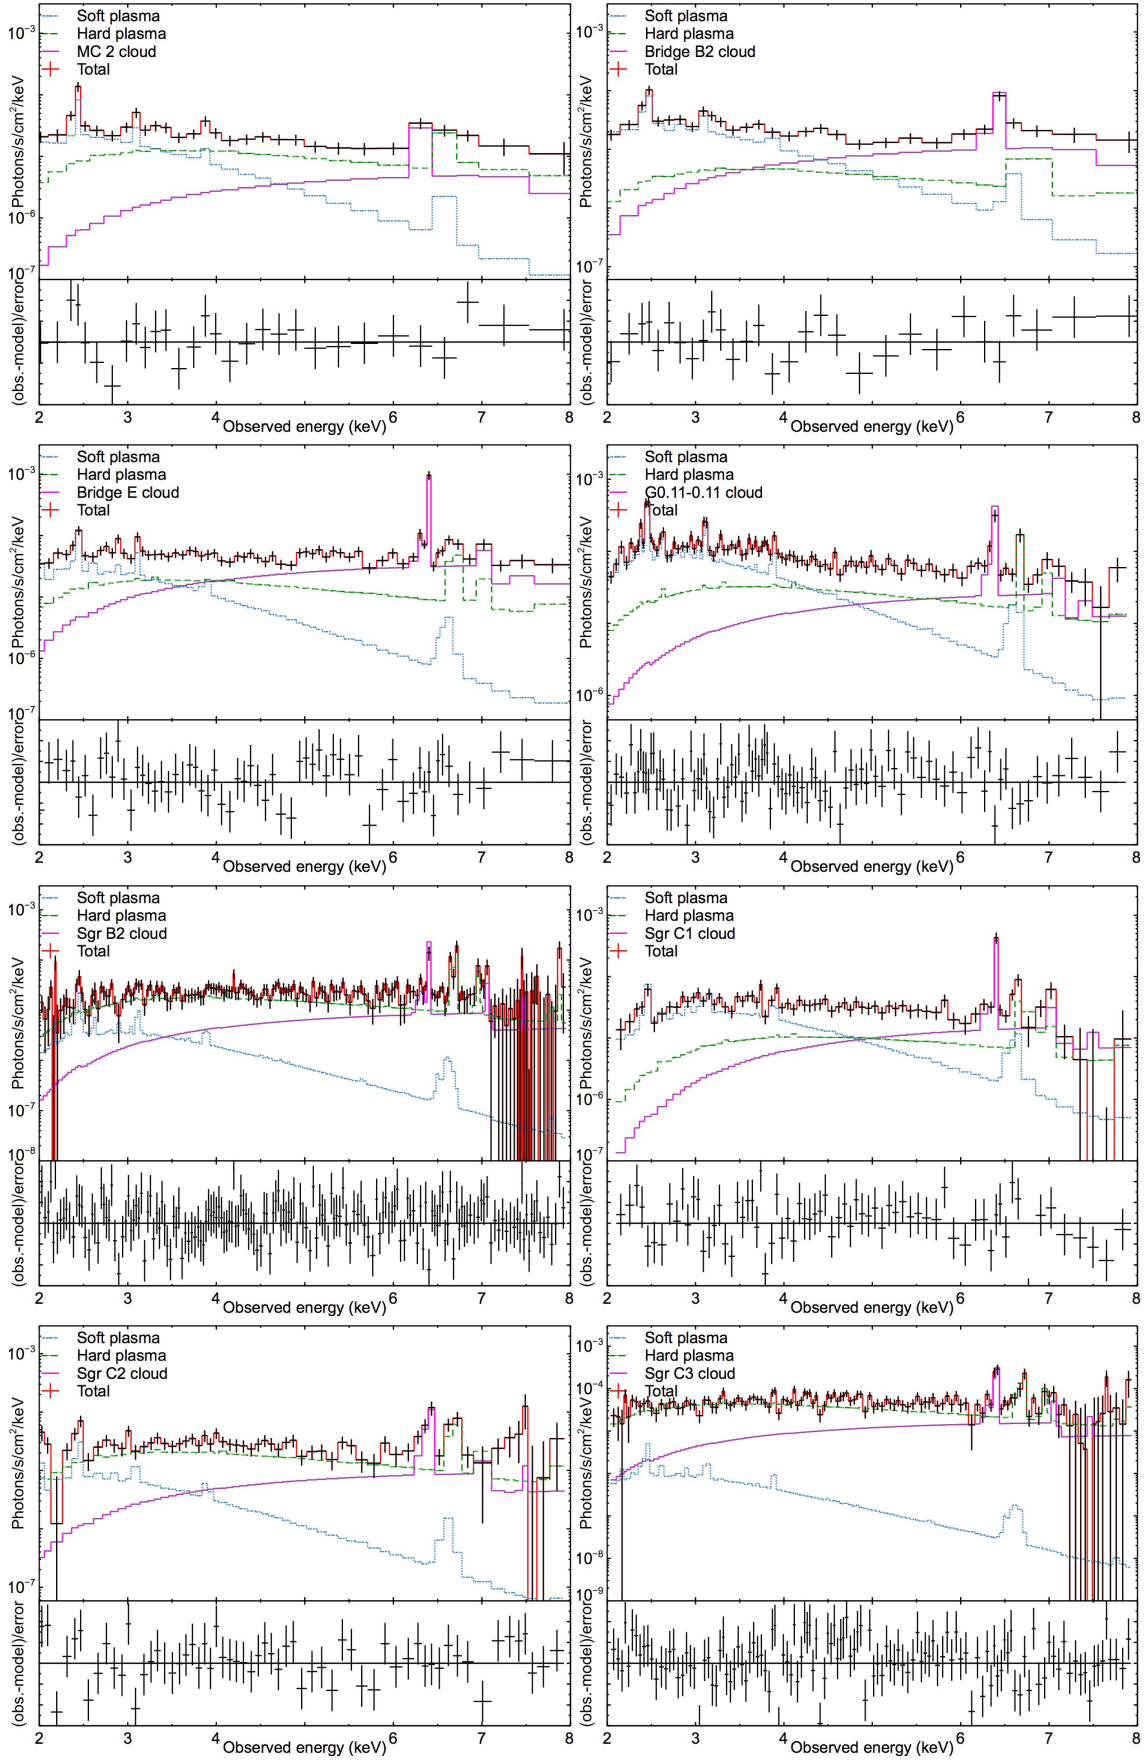 Soft plasma
Hard plasma
MC 2 cloud
Total
10⁻³
10⁻⁶
10⁻⁷
Photons/s/cm²/keV
(obs.-model)/error
2 3 4 5 6 7 8
Observed energy (keV)
Soft plasma
Hard plasma
Bridge B2 cloud
Total
10⁻³
10⁻⁶
10⁻⁷
Photons/s/cm²/keV
(obs.-model)/error
2 3 4 5 6 7 8
Observed energy (keV)
Soft plasma
Hard plasma
Bridge E cloud
Total
10⁻³
10⁻⁶
10⁻⁷
Photons/s/cm²/keV
(obs.-model)/error
2 3 4 5 6 7 8
Observed energy (keV)
Soft plasma
Hard plasma
G0.11-0.11 cloud
Total
10⁻³
10⁻⁶
Photons/s/cm²/keV
(obs.-model)/error
2 3 4 5 6 7 8
Observed energy (keV)
Soft plasma
Hard plasma
Sgr B2 cloud
Total
10⁻³
10⁻⁷
10⁻⁸
Photons/s/cm²/keV
(obs.-model)/error
2 3 4 5 6 7 8
Observed energy (keV)
Soft plasma
Hard plasma
Sgr C1 cloud
Total
10⁻³
10⁻⁶
10⁻⁷
Photons/s/cm²/keV
(obs.-model)/error
2 3 4 5 6 7 8
Observed energy (keV)
Soft plasma
Hard plasma
Sgr C2 cloud
Total
10⁻³
10⁻⁷
Photons/s/cm²/keV
(obs.-model)/error
2 3 4 5 6 7 8
Observed energy (keV)
Soft plasma
Hard plasma
Sgr C3 cloud
Total
10⁻³
10⁻⁴
10⁻⁸
10⁻⁹
Photons/s/cm²/keV
(obs.-model)/error
2 3 4 5 6 7 8
Observed energy (keV)